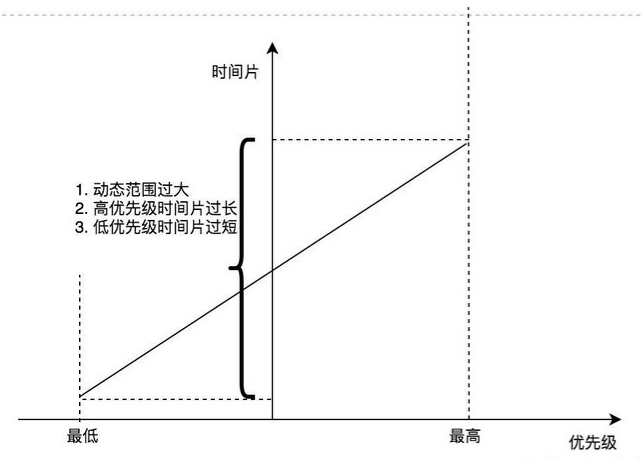 时间片
1. 动态范围过大
2. 高优先级时间片过长
3. 低优先级时间片过短
最低
最高
优先级